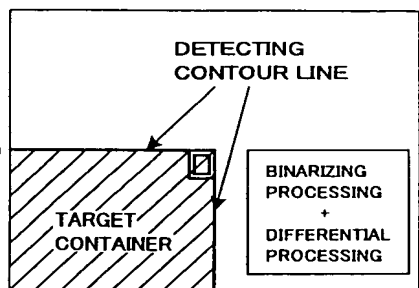 DETECTING
CONTOUR LINE
TARGET
CONTAINER
BINARIZING
PROCESSING
+
DIFFERENTIAL
PROCESSING